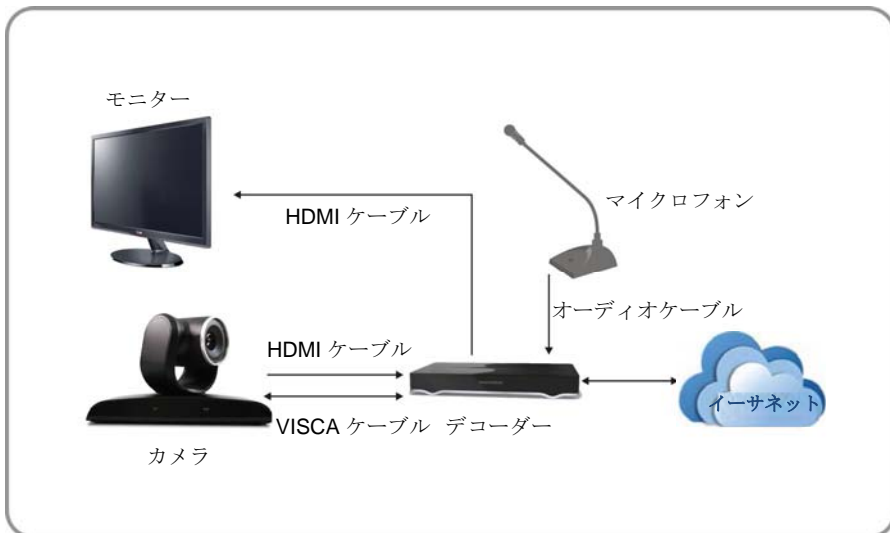 モニター
HDMI ケーブル
マイクロフォン
オーディオケーブル
HDMI ケーブル
イーサネット
VISCA ケーブル
デコーダー
カメラ